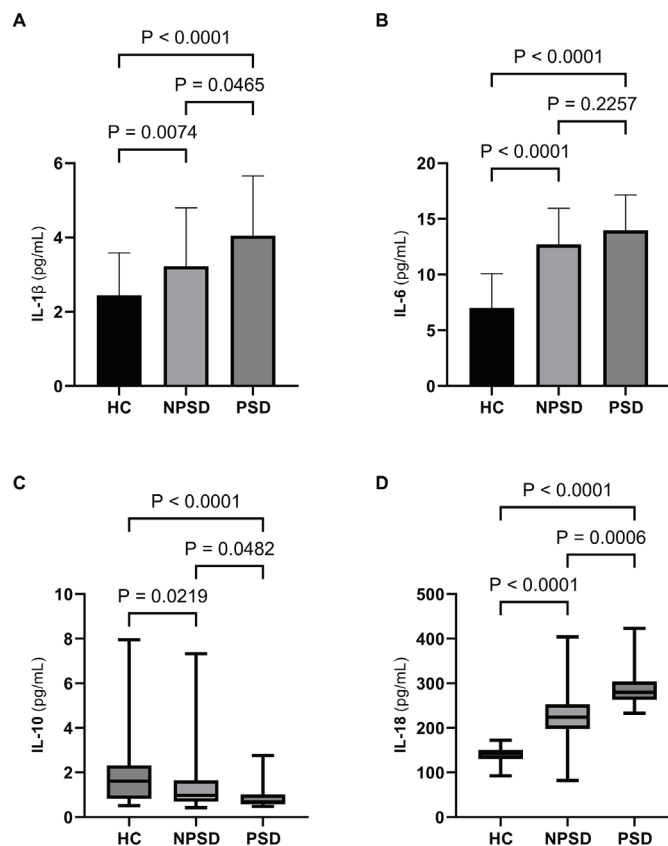 A
P < 0.0001
P = 0.0465
P = 0.0074
6
4
2
0
IL-1β (pg/mL)
HC NPSD PSD
B
P < 0.0001
P = 0.2257
P < 0.0001
20
15
10
5
0
IL-6 (pg/mL)
HC NPSD PSD
C
P < 0.0001
P = 0.0482
P = 0.0219
10
8
6
4
2
0
IL-10 (pg/mL)
HC NPSD PSD
D
P < 0.0001
P = 0.0006
P < 0.0001
500
400
300
200
100
0
IL-18 (pg/mL)
HC NPSD PSD